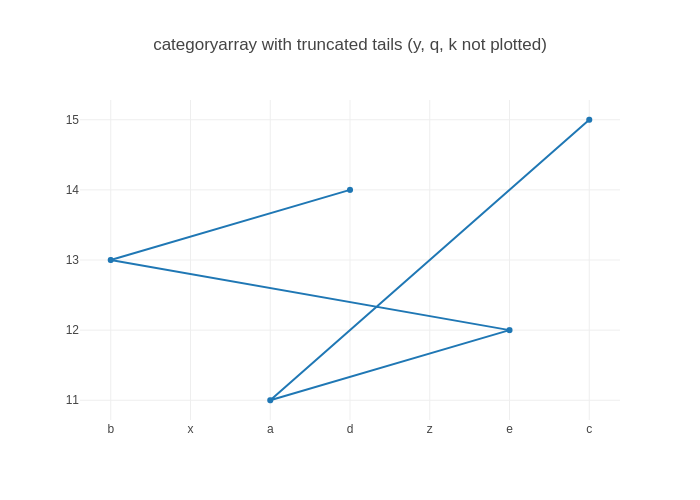 categoryarray with truncated tails (y, q, k not plotted)
15
14
13
12
11
b x a d z e c